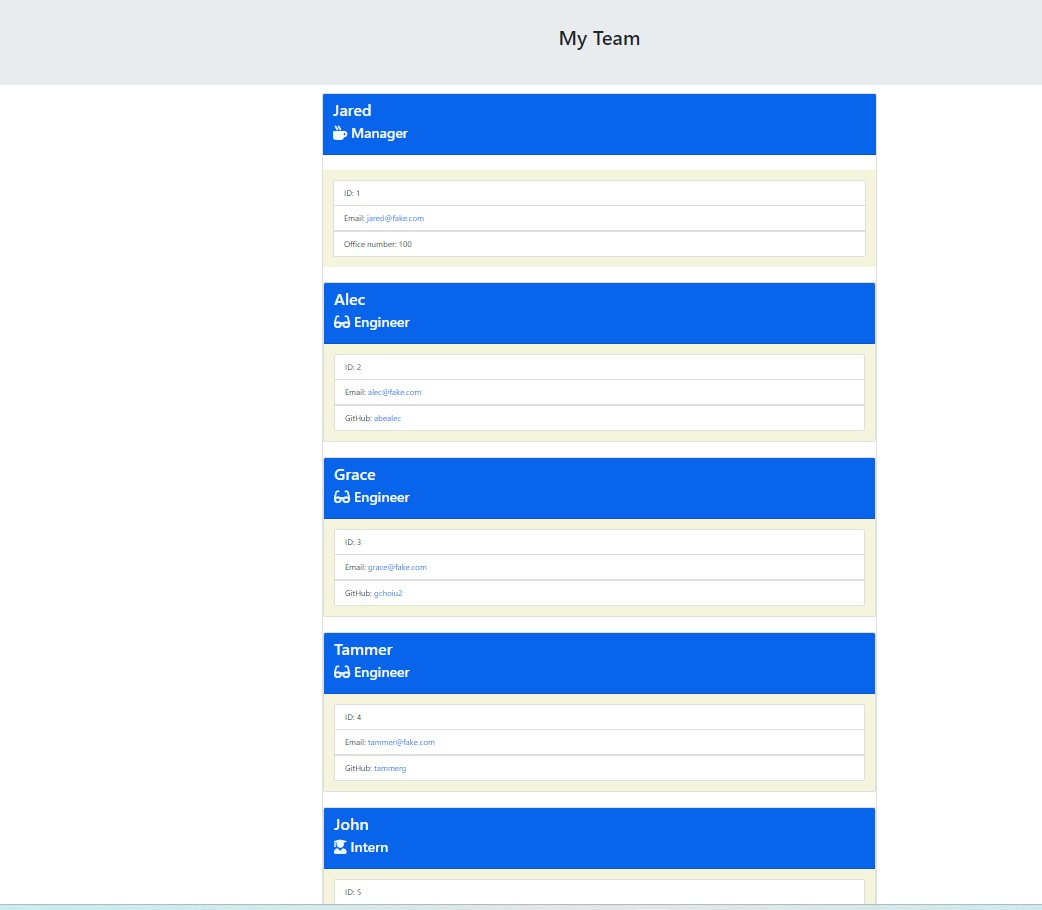 My Team
Jared
Manager
ID: 1
Email: jared@fake.com
Office number: 100
Alec
Engineer
ID: 2
Email: alec@fake.com
GitHub: abealec
Grace
Engineer
ID: 3
Email: grace@fake.com
GitHub: gchoiu2
Tammer
Engineer
ID: 4
Email: tammer@fake.com
GitHub: tammerg
John
Intern
ID: 5